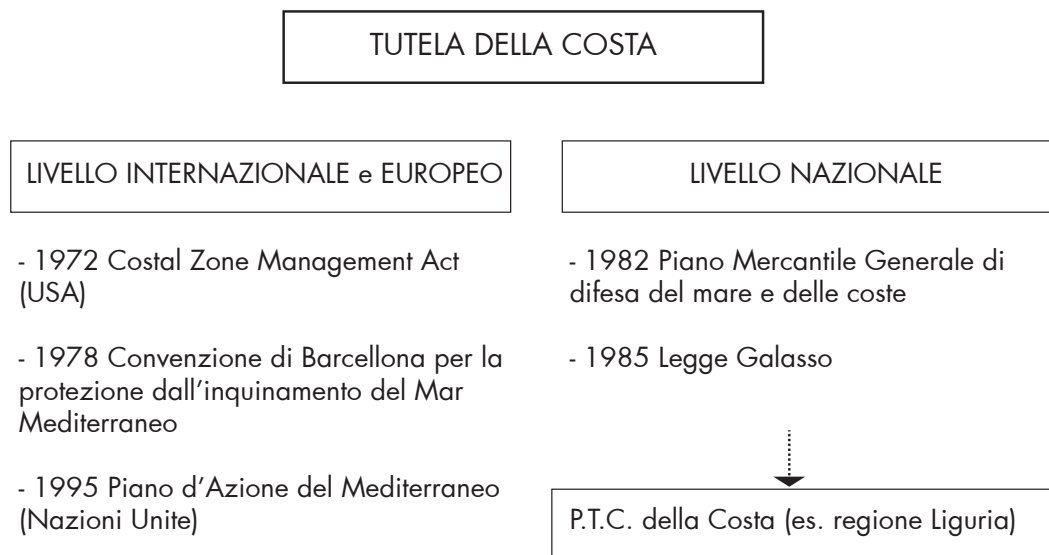 TUTELA DELLA COSTA
LIVELLO INTERNAZIONALE e EUROPEO
- 1972 Costal Zone Management Act
(USA)
- 1978 Convenzione di Barcellona per la
protezione dall'inquinamento del Mar
Mediterraneo
- 1995 Piano d'Azione del Mediterraneo
(Nazioni Unite)
LIVELLO NAZIONALE
- 1982 Piano Mercantile Generale di
difesa del mare e delle coste
- 1985 Legge Galasso
P.T.C. della Costa (es. regione Liguria)